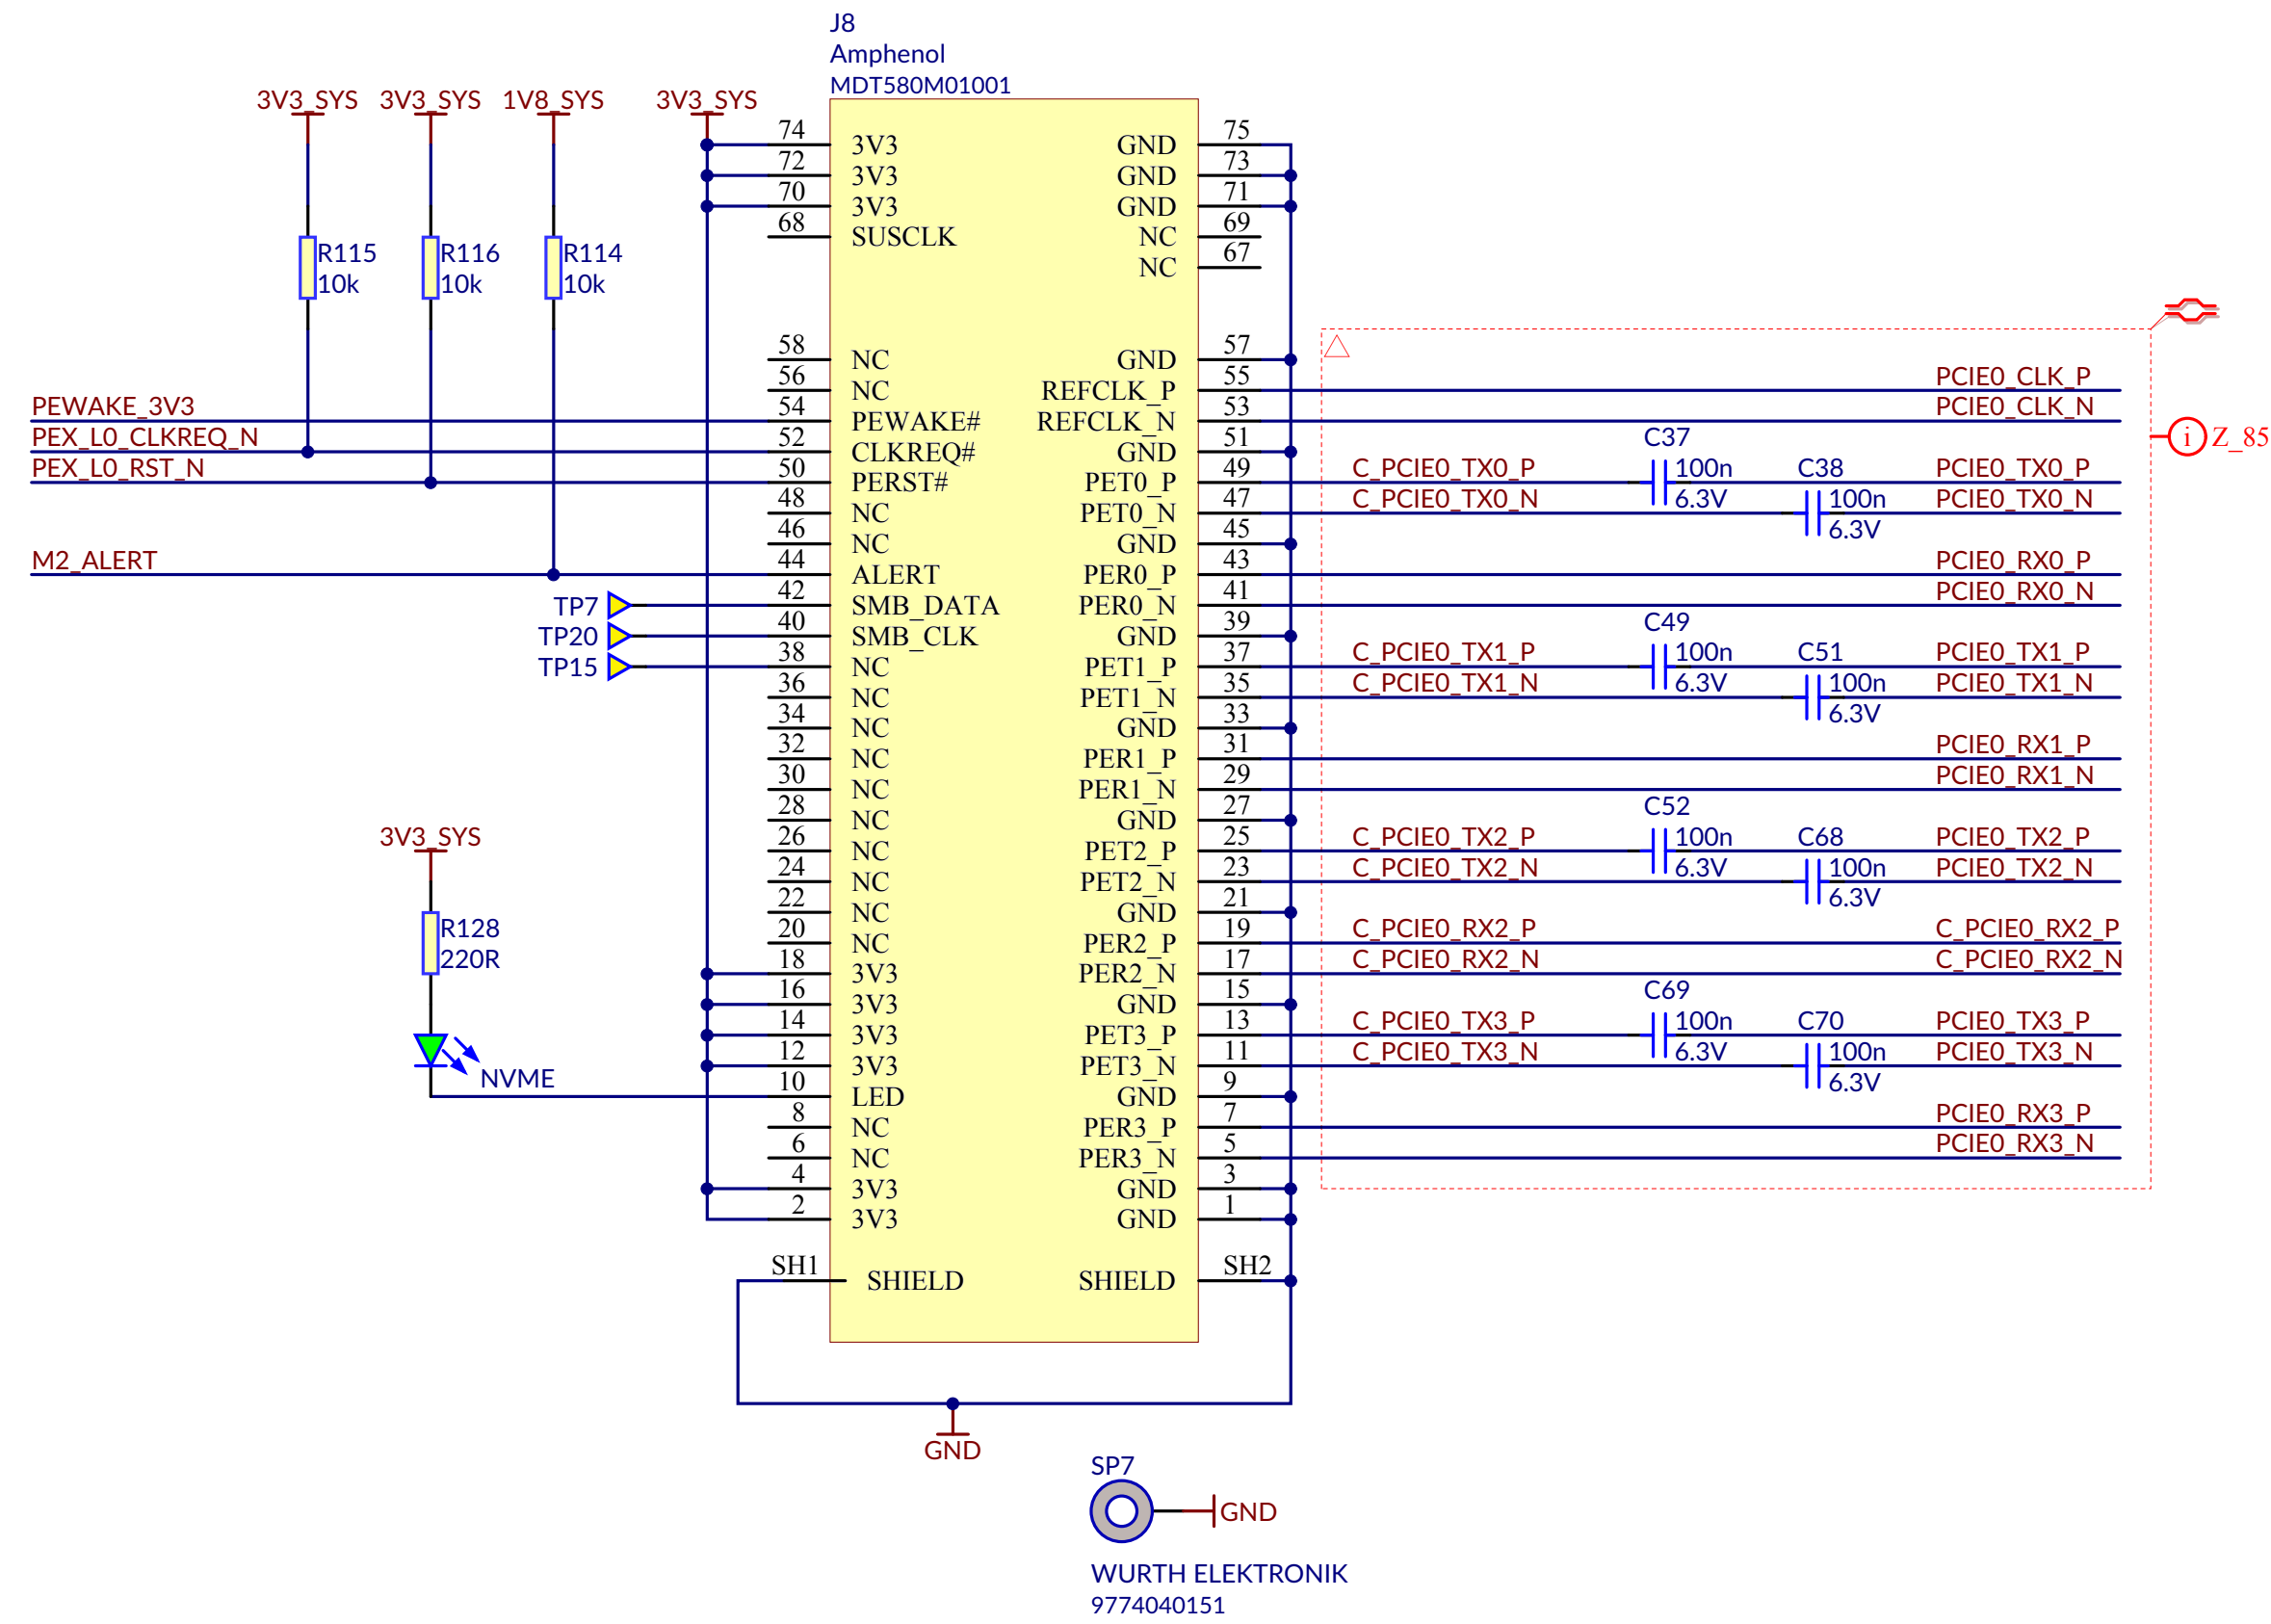 J8
Amphenol
MDT580M01001
3V3_SYS 3V3_SYS 1V8_SYS 3V3_SYS
74 3V3 GND 75
72 3V3 GND 73
70 3V3 GND 71
68 SUSCLK NC 69
NC 67
R115 R116 R114
10k 10k 10k
58 NC GND 57
56 NC REFCLK_P 55 PCIE0_CLK_P
PEWAKE_3V3 54 PEWAKE# REFCLK_N 53 PCIE0_CLK_N
PEX_L0_CLKREQ_N 52 CLKREQ# GND 51 C37 i Z_85
PEX_L0_RST_N 50 PERST# PET0_P 49 C_PCIE0_TX0_P 100n C38 PCIE0_TX0_P
48 NC PET0_N 47 C_PCIE0_TX0_N 6.3V 100n PCIE0_TX0_N
46 NC GND 45 6.3V
M2_ALERT 44 ALERT PER0_P 43 PCIE0_RX0_P
TP7 42 SMB_DATA PER0_N 41 PCIE0_RX0_N
TP20 40 SMB_CLK GND 39 C49
TP15 38 NC PET1_P 37 C_PCIE0_TX1_P 100n C51 PCIE0_TX1_P
36 NC PET1_N 35 C_PCIE0_TX1_N 6.3V 100n PCIE0_TX1_N
34 NC GND 33 6.3V
32 NC PER1_P 31 PCIE0_RX1_P
30 NC PER1_N 29 PCIE0_RX1_N
28 NC GND 27 C52
3V3_SYS 26 NC PET2_P 25 C_PCIE0_TX2_P 100n C68 PCIE0_TX2_P
24 NC PET2_N 23 C_PCIE0_TX2_N 6.3V 100n PCIE0_TX2_N
22 NC GND 21 6.3V
R128 20 NC PER2_P 19 C_PCIE0_RX2_P C_PCIE0_RX2_P
220R 18 3V3 PER2_N 17 C_PCIE0_RX2_N C_PCIE0_RX2_N
16 3V3 GND 15 C69
14 3V3 PET3_P 13 C_PCIE0_TX3_P 100n C70 PCIE0_TX3_P
12 3V3 PET3_N 11 C_PCIE0_TX3_N 6.3V 100n PCIE0_TX3_N
NVME 10 LED GND 9 6.3V
8 NC PER3_P 7 PCIE0_RX3_P
6 NC PER3_N 5 PCIE0_RX3_N
4 3V3 GND 3
2 3V3 GND 1
SH1 SHIELD SHIELD SH2
GND
SP7
GND
WURTH ELEKTRONIK
9774040151